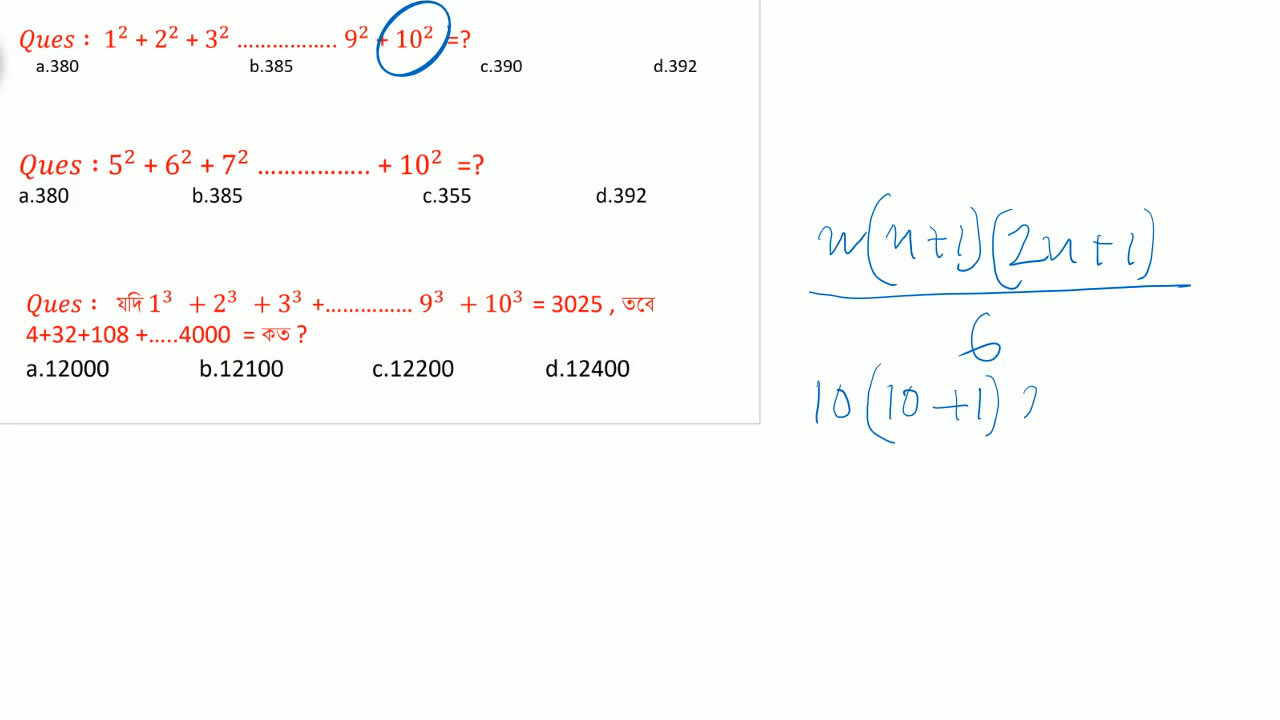 Ques : 1² + 2² + 3² ................ 9² + 10² =?
a.380 b.385 c.390 d.392
Ques : 5² + 6² + 7² ................. + 10² =?
a.380 b.385 c.355 d.392
Ques : যদি 1³ + 2³ + 3³ +.............. 9³ + 10³ = 3025 , তবে
4+32+108 +.....4000 = কত ?
a.12000 b.12100 c.12200 d.12400
n(n+1)(2n+1)
6
10(10+1)